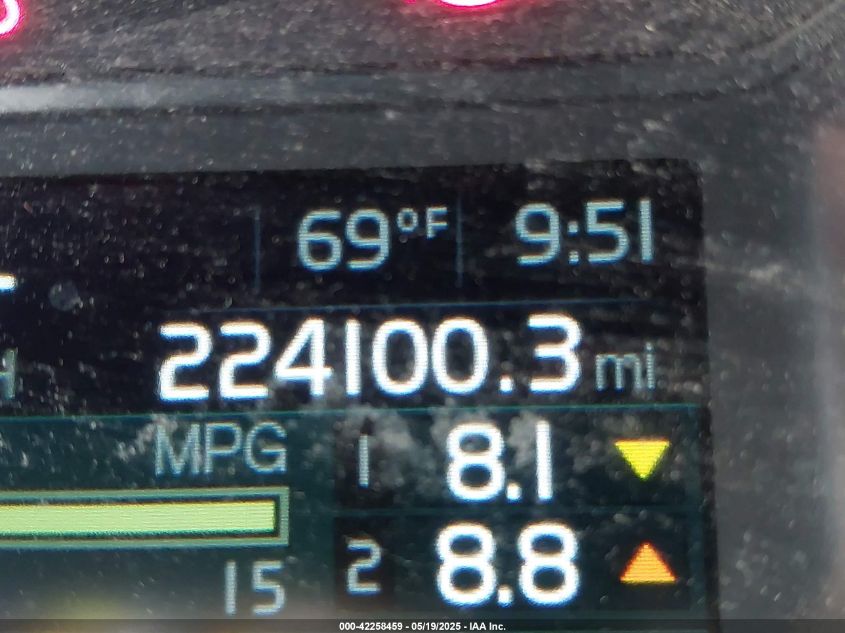 69°F 9:51
224100.3 mi
MPG 1 8.1
15 2 8.8
000-42258459 - 05/19/2025 - IAA Inc.